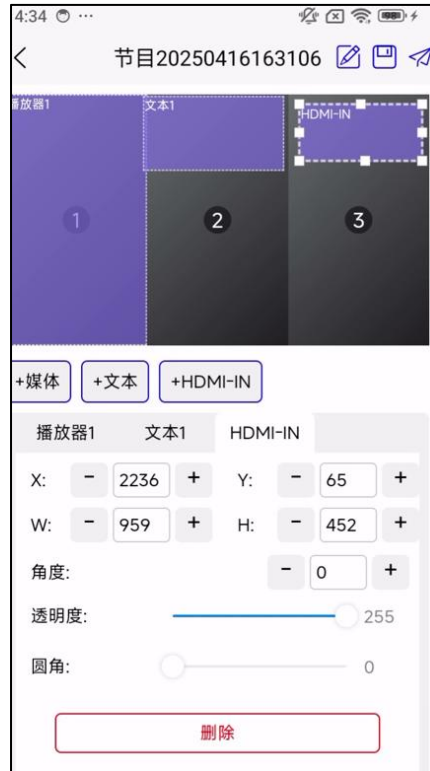 4:34
节目20250416163106
播放器1
文本1
HDMI-IN
1
2
3
+媒体
+文本
+HDMI-IN
播放器1 文本1 HDMI-IN
X: - 2236 + Y: - 65 +
W: - 959 + H: - 452 +
角度: - 0 +
透明度: 255
圆角: 0
删除